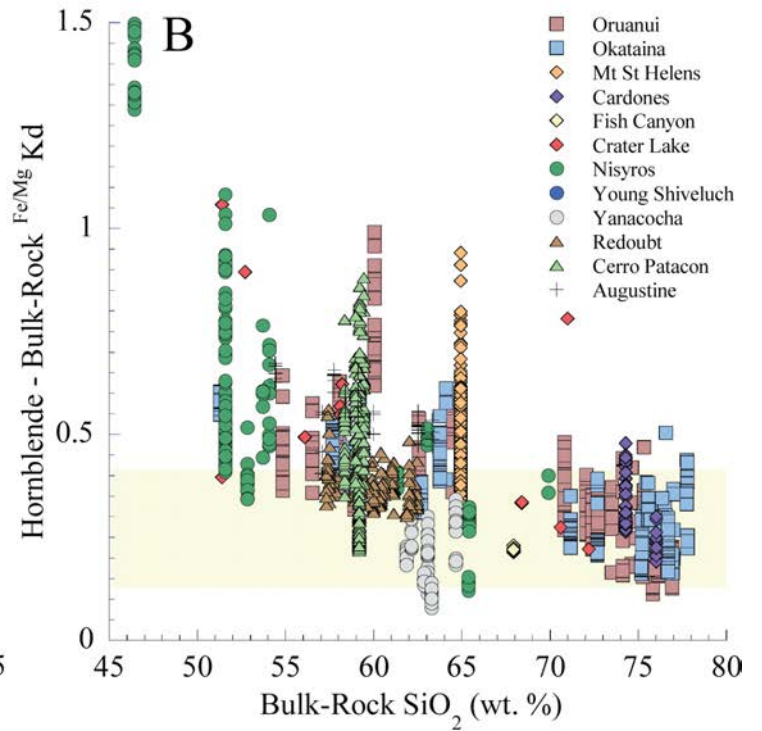 B
Hornblende - Bulk-Rock Fe/Mg Kd
1.5
1
0.5
0
5
45 50 55 60 65 70 75 80
Bulk-Rock SiO2 (wt. %)
Oruanui
Okataina
Mt St Helens
Cardones
Fish Canyon
Crater Lake
Nisyros
Young Shiveluch
Yanacocha
Redoubt
Cerro Patacon
Augustine